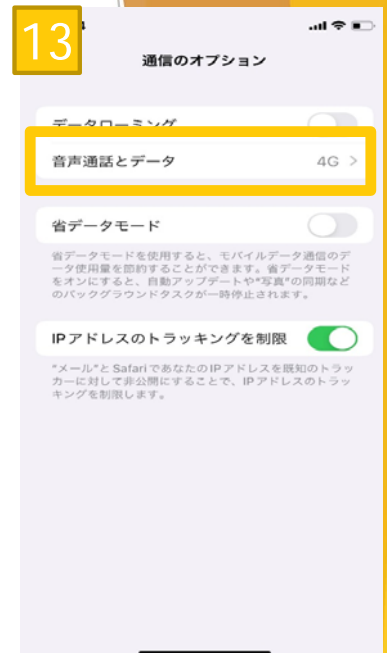 13
4
通信のオプション
データローミング
音声通話とデータ 4G >
省データモード
省データモードを使用すると、モバイルデータ通信のデ
ータ使用量を節約することができます。省データモード
をオンにすると、自動アップデートや"写真"の同期など
のバックグラウンドタスクが一時停止されます。
IPアドレスのトラッキングを制限
"メール"と SafariであなたのIPアドレスを既知のトラッ
カーに対して非公開にすることで、IPアドレスのトラッ
キングを制限します。